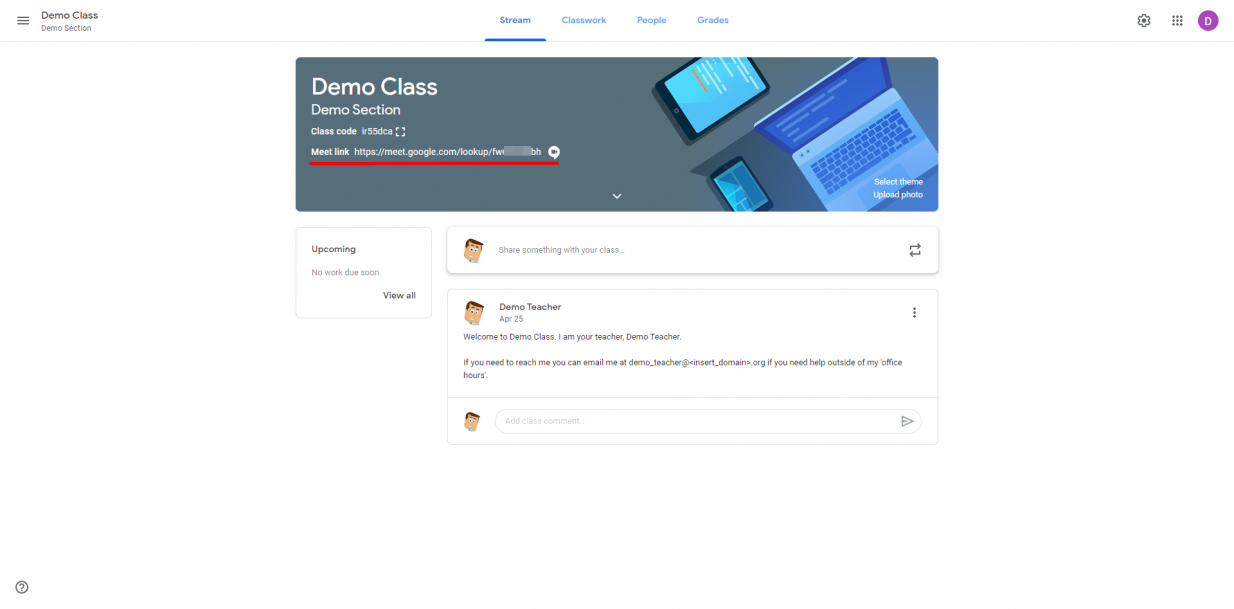 Demo Class
Demo Section
Stream
Classwork
People
Grades
D
Demo Class
Demo Section
Class code ir55dca
Meet link https://meet.google.com/lookup/fw bh
Select theme
Upload photo
Upcoming
No work due soon
View all
Share something with your class...
Demo Teacher
Apr 25
Welcome to Demo Class. I am your teacher, Demo Teacher.
If you need to reach me you can email me at demo_teacher@<insert_domain>.org if you need help outside of my 'office
hours'.
Add class comment...